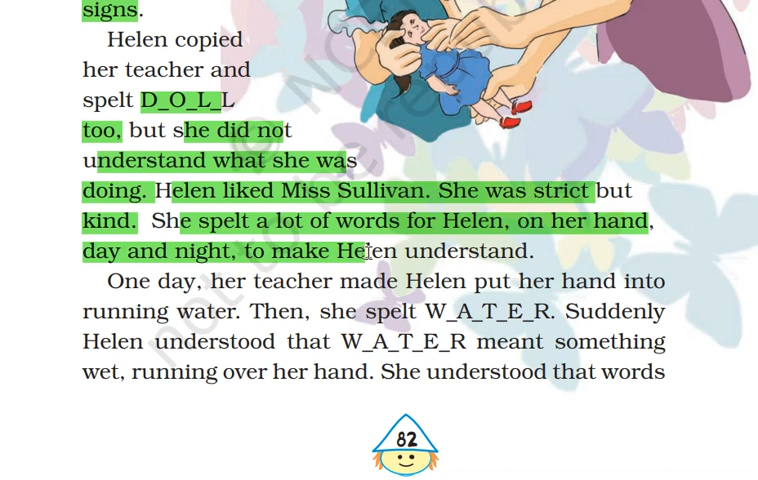 signs.
Helen copied
her teacher and
spelt D_O_L_L
too, but she did not
understand what she was
doing. Helen liked Miss Sullivan. She was strict but
kind. She spelt a lot of words for Helen, on her hand,
day and night, to make Helen understand.
One day, her teacher made Helen put her hand into
running water. Then, she spelt W_A_T_E_R. Suddenly
Helen understood that W_A_T_E_R meant something
wet, running over her hand. She understood that words
82